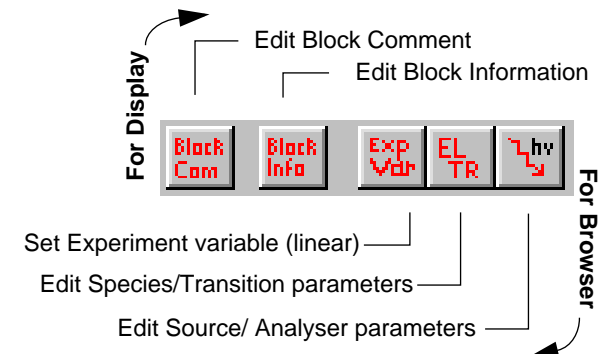 Edit Block Comment
Edit Block Information
For Display
Block
Com
Block
Info
Exp
Var
EL
TR
hν
For Browser
Set Experiment variable (linear)
Edit Species/Transition parameters
Edit Source/ Analyser parameters